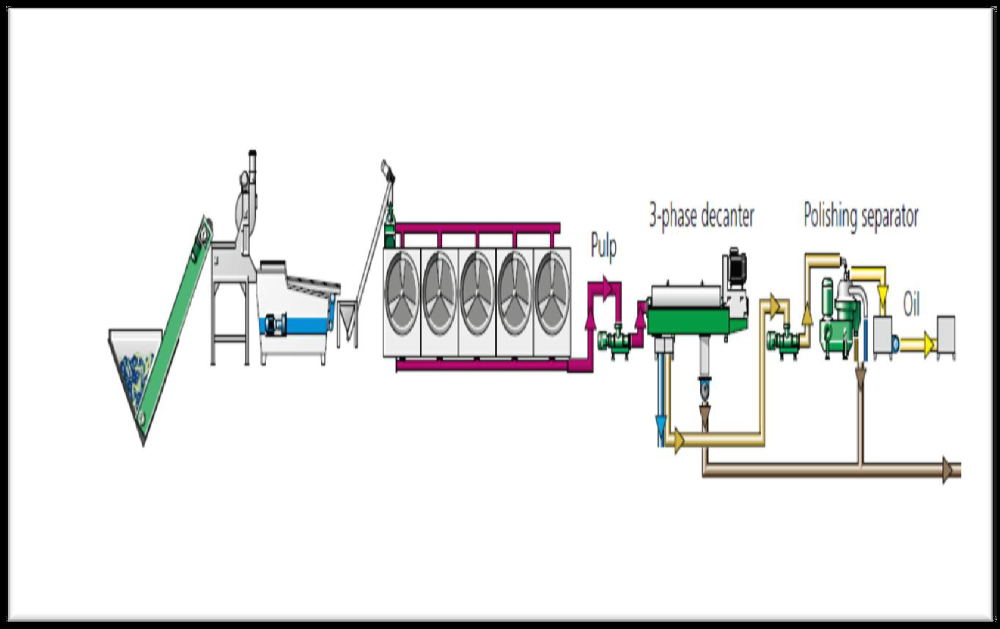 3-phase decanter
Polishing separator
Pulp
Oil